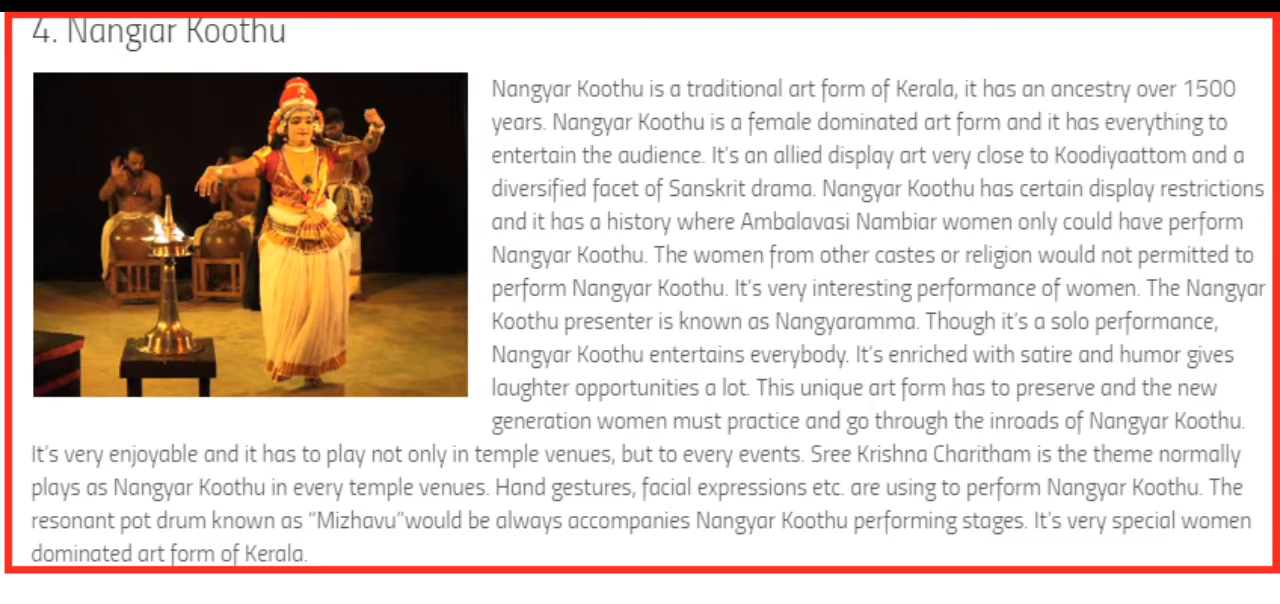 4. Nangiar Koothu
Nangyar Koothu is a traditional art form of Kerala, it has an ancestry over 1500
years. Nangyar Koothu is a female dominated art form and it has everything to
entertain the audience. It's an allied display art very close to Koodiyaattom and a
diversified facet of Sanskrit drama. Nangyar Koothu has certain display restrictions
and it has a history where Ambalavasi Nambiar women only could have perform
Nangyar Koothu. The women from other castes or religion would not permitted to
perform Nangyar Koothu. It's very interesting performance of women. The Nangyar
Koothu presenter is known as Nangyaramma. Though it's a solo performance,
Nangyar Koothu entertains everybody. It's enriched with satire and humor gives
laughter opportunities a lot. This unique art form has to preserve and the new
generation women must practice and go through the inroads of Nangyar Koothu.
It's very enjoyable and it has to play not only in temple venues, but to every events. Sree Krishna Charitham is the theme normally
plays as Nangyar Koothu in every temple venues. Hand gestures, facial expressions etc. are using to perform Nangyar Koothu. The
resonant pot drum known as “Mizhavu”would be always accompanies Nangyar Koothu performing stages. It's very special women
dominated art form of Kerala.